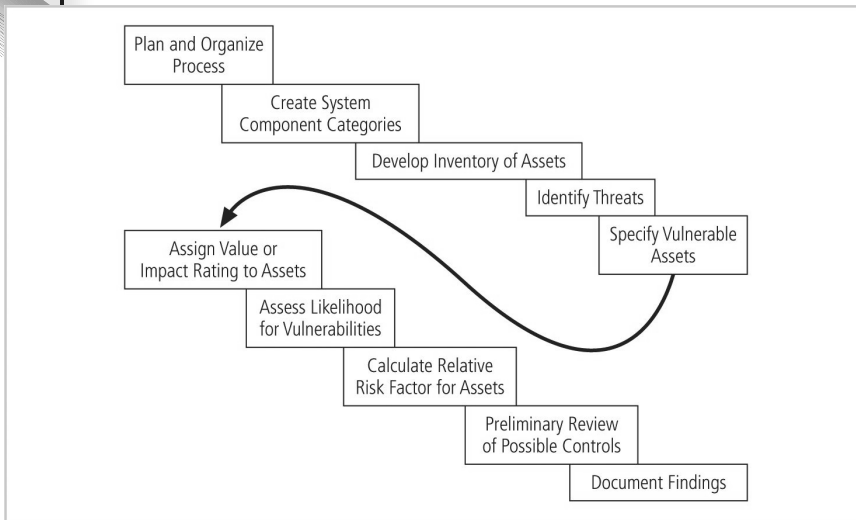 Plan and Organize
Process
Create System
Component Categories
Develop Inventory of Assets
Identify Threats
Specify Vulnerable
Assets
Assign Value or
Impact Rating to Assets
Assess Likelihood
for Vulnerabilities
Calculate Relative
Risk Factor for Assets
Preliminary Review
of Possible Controls
Document Findings